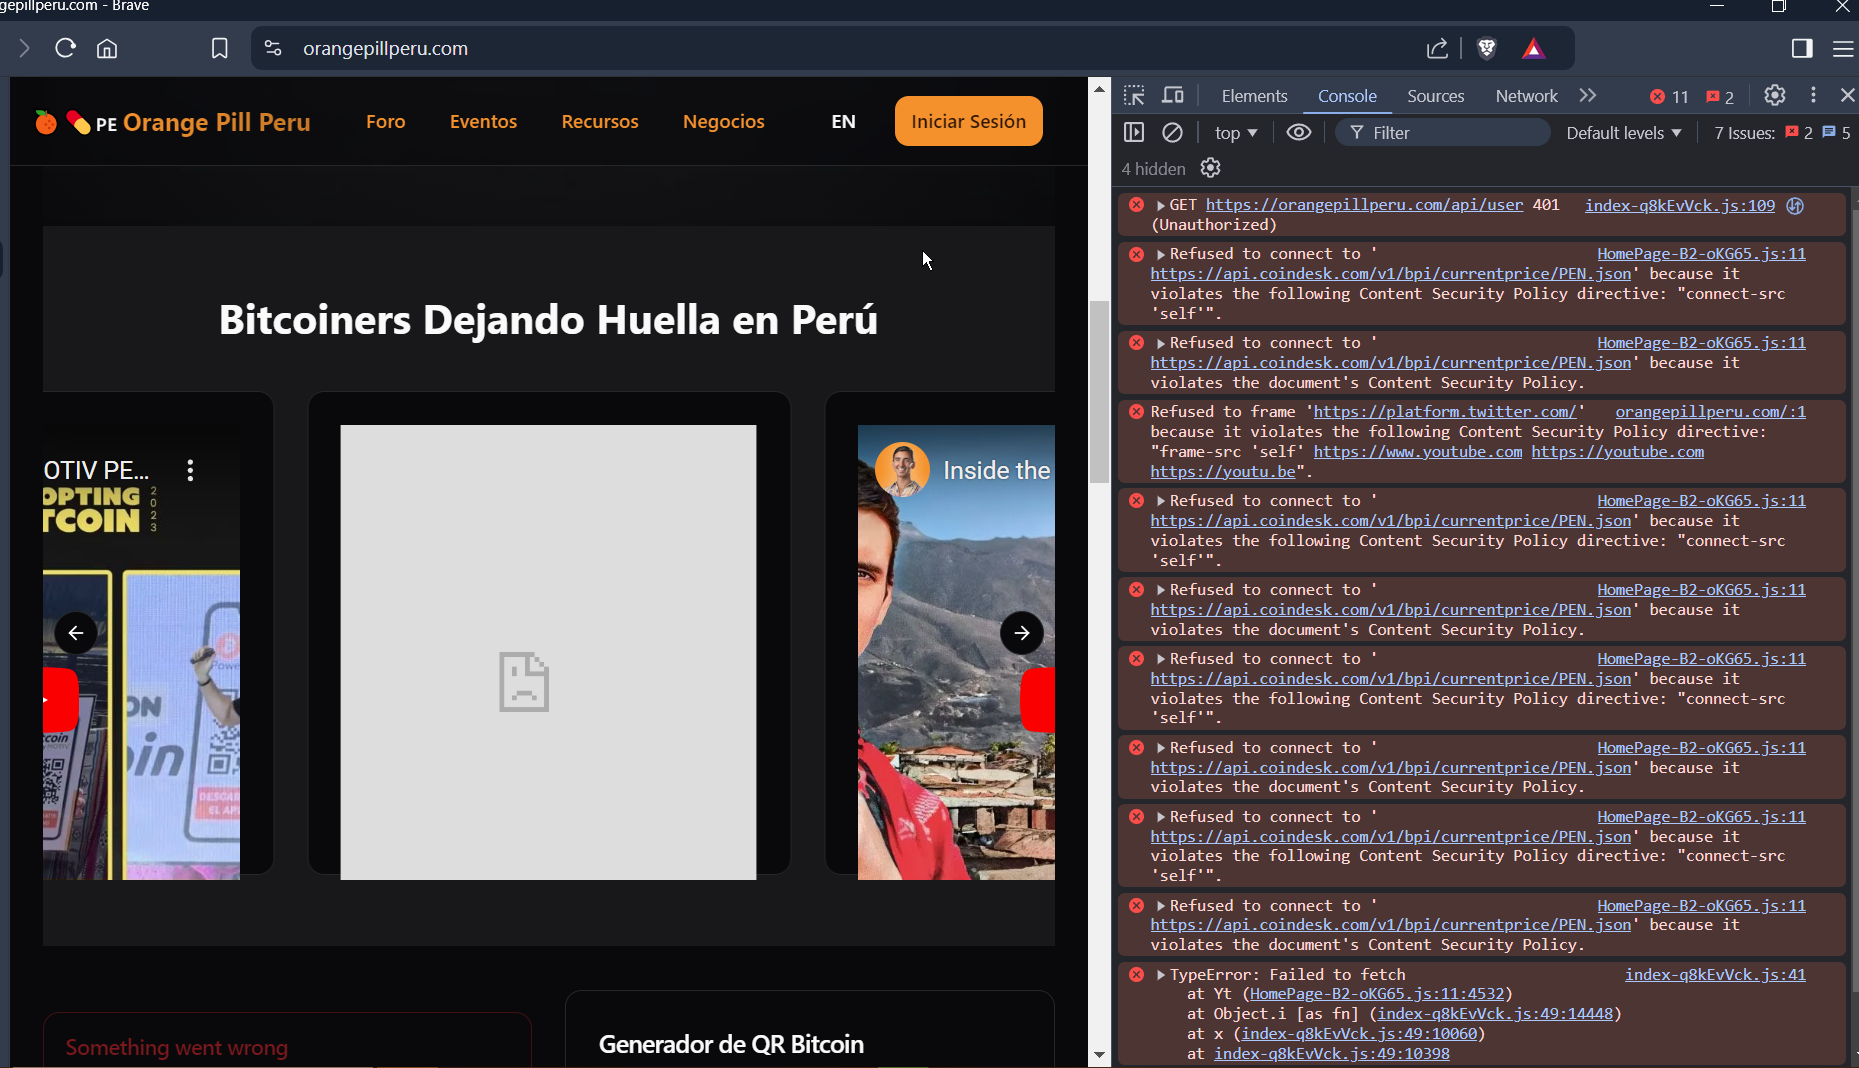 gepillperu.com - Brave
orangepillperu.com
PE Orange Pill Peru
Foro
Eventos
Recursos
Negocios
EN
Iniciar Sesión
Bitcoiners Dejando Huella en Perú
OTIV PE...
OPTING
TCOIN
2023
Inside the
Something went wrong
Generador de QR Bitcoin
Elements
Console
Sources
Network
11
2
top
Filter
Default levels
7 Issues:
2
5
4 hidden
GET https://orangepillperu.com/api/user 401 index-q8kEvVck.js:109
(Unauthorized)
Refused to connect to ' HomePage-B2-oKG65.js:11
https://api.coindesk.com/v1/bpi/currentprice/PEN.json' because it
violates the following Content Security Policy directive: "connect-src
'self'".
Refused to connect to ' HomePage-B2-oKG65.js:11
https://api.coindesk.com/v1/bpi/currentprice/PEN.json' because it
violates the document's Content Security Policy.
Refused to frame 'https://platform.twitter.com/' orangepillperu.com/:1
because it violates the following Content Security Policy directive:
"frame-src 'self' https://www.youtube.com https://youtube.com
https://youtu.be".
Refused to connect to ' HomePage-B2-oKG65.js:11
https://api.coindesk.com/v1/bpi/currentprice/PEN.json' because it
violates the following Content Security Policy directive: "connect-src
'self'".
Refused to connect to ' HomePage-B2-oKG65.js:11
https://api.coindesk.com/v1/bpi/currentprice/PEN.json' because it
violates the document's Content Security Policy.
Refused to connect to ' HomePage-B2-oKG65.js:11
https://api.coindesk.com/v1/bpi/currentprice/PEN.json' because it
violates the following Content Security Policy directive: "connect-src
'self'".
Refused to connect to ' HomePage-B2-oKG65.js:11
https://api.coindesk.com/v1/bpi/currentprice/PEN.json' because it
violates the document's Content Security Policy.
Refused to connect to ' HomePage-B2-oKG65.js:11
https://api.coindesk.com/v1/bpi/currentprice/PEN.json' because it
violates the following Content Security Policy directive: "connect-src
'self'".
Refused to connect to ' HomePage-B2-oKG65.js:11
https://api.coindesk.com/v1/bpi/currentprice/PEN.json' because it
violates the document's Content Security Policy.
TypeError: Failed to fetch index-q8kEvVck.js:41
at Yt (HomePage-B2-oKG65.js:11:4532)
at Object.i [as fn] (index-q8kEvVck.js:49:14448)
at x (index-q8kEvVck.js:49:10060)
at index-q8kEvVck.js:49:10398